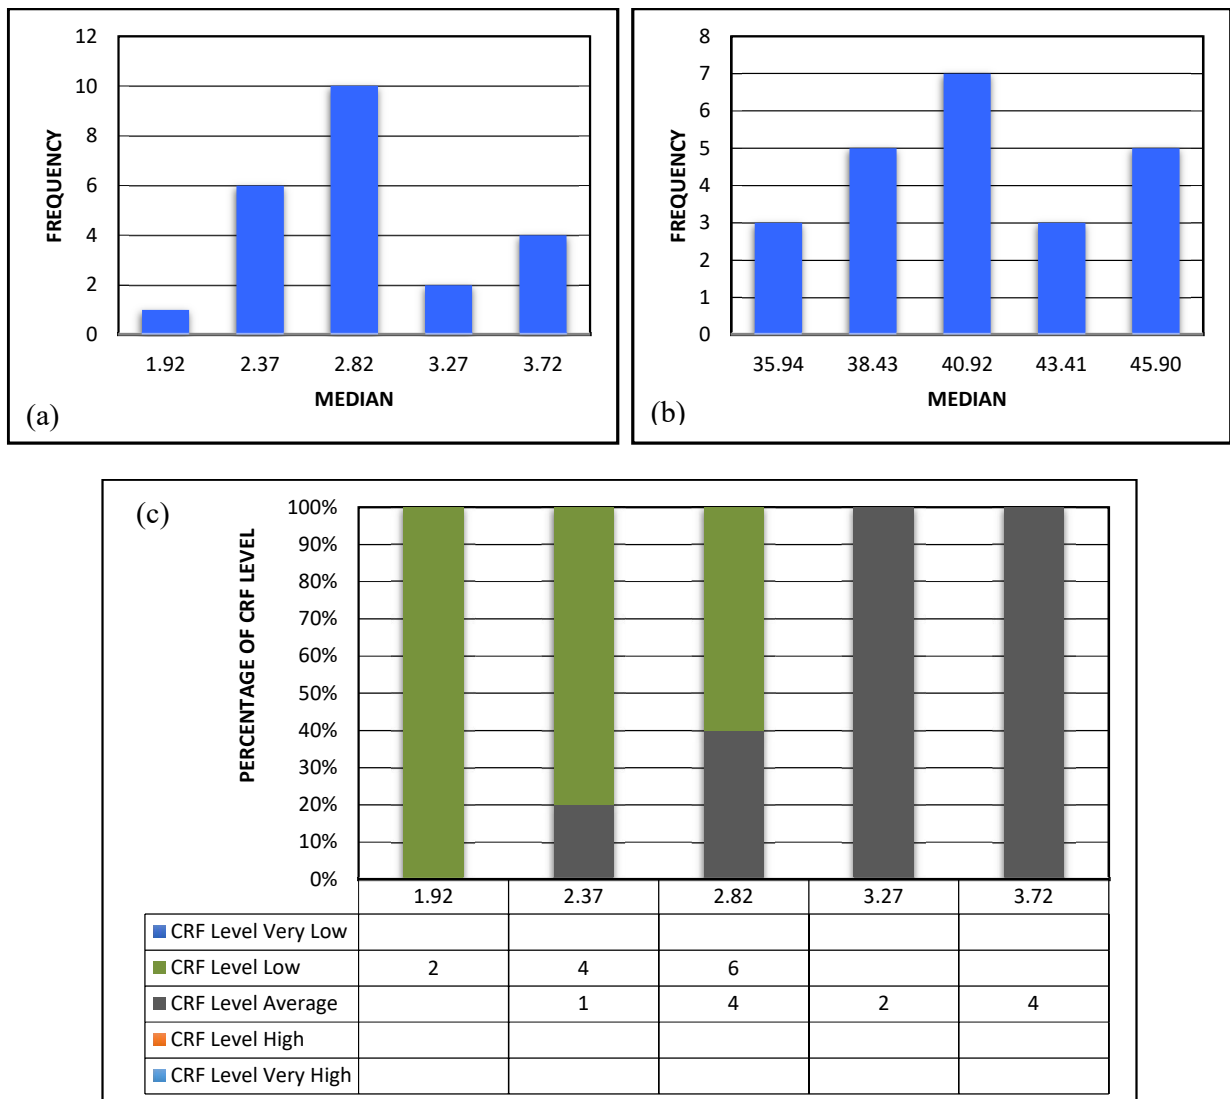 12
10
8
6
4
2
0
FREQUENCY
1.92 2.37 2.82 3.27 3.72
MEDIAN
(a)
8
7
6
5
4
3
2
1
0
FREQUENCY
35.94 38.43 40.92 43.41 45.90
MEDIAN
(b)
(c)
PERCENTAGE OF CRF LEVEL
100%
90%
80%
70%
60%
50%
40%
30%
20%
10%
0%
1.92 2.37 2.82 3.27 3.72
CRF Level Very Low
CRF Level Low 2 4 6
CRF Level Average 1 4 2 4
CRF Level High
CRF Level Very High